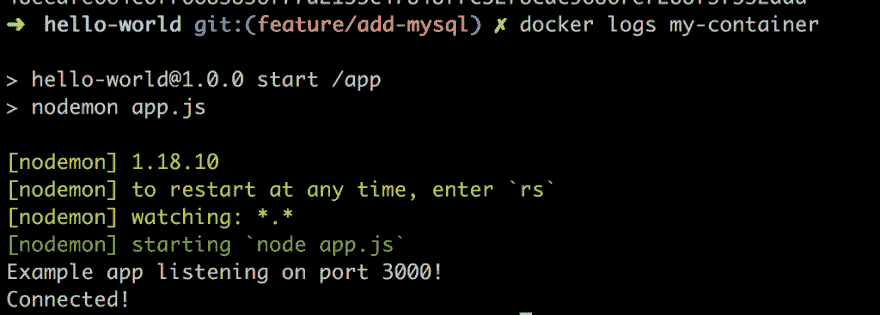 ➜ hello-world git:(feature/add-mysql) ✗ docker logs my-container
> hello-world@1.0.0 start /app
> nodemon app.js
[nodemon] 1.18.10
[nodemon] to restart at any time, enter `rs`
[nodemon] watching: *.*
[nodemon] starting `node app.js`
Example app listening on port 3000!
Connected!